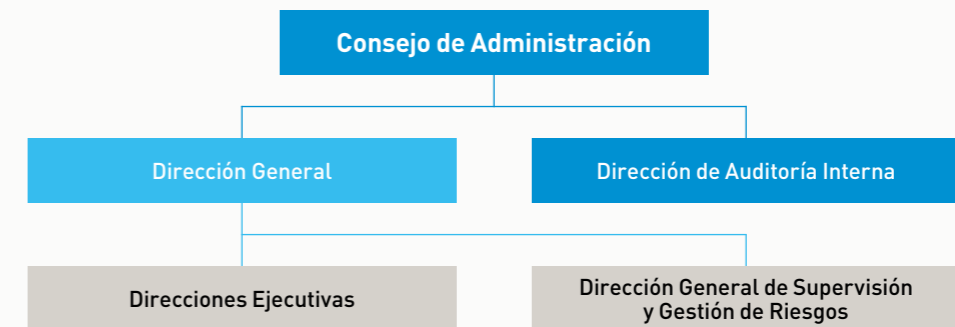 Consejo de Administración
Dirección General
Dirección de Auditoría Interna
Direcciones Ejecutivas
Dirección General de Supervisión
y Gestión de Riesgos